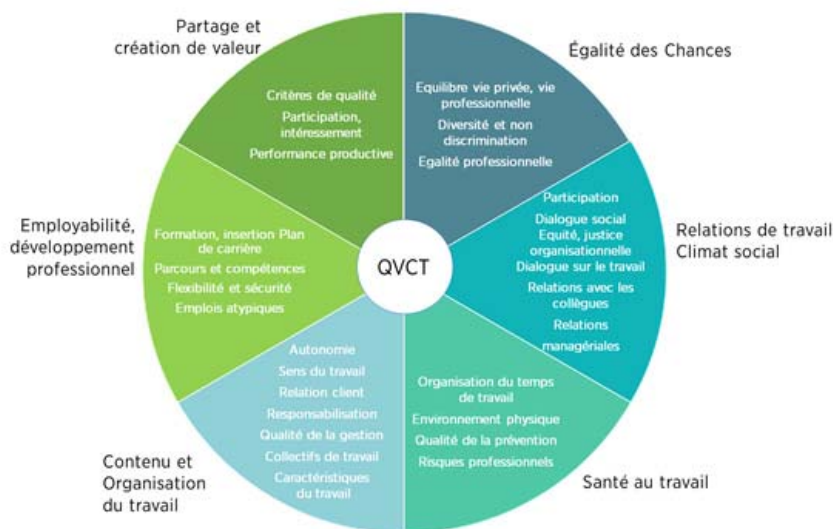 Partage et
création de valeur
Critères de qualité
Participation,
intéressement
Performance productive
Égalité des Chances
Equilibre vie privée, vie
professionnelle
Diversité et non
discrimination
Egalité professionnelle
Relations de travail
Climat social
Participation
Dialogue social
Equité, justice
organisationnelle
Dialogue sur le travail
Relations avec les
collègues
Relations
managériales
Santé au travail
Organisation du temps
de travail
Environnement physique
Qualité de la prévention
Risques professionnels
Contenu et
Organisation
du travail
Autonomie
Sens du travail
Relation client
Responsabilisation
Qualité de la gestion
Collectifs de travail
Caractéristiques
du travail
Employabilité,
développement
professionnel
Formation, insertion Plan
de carrière
Parcours et compétences
Flexibilité et sécurité
Emplois atypiques
QVCT